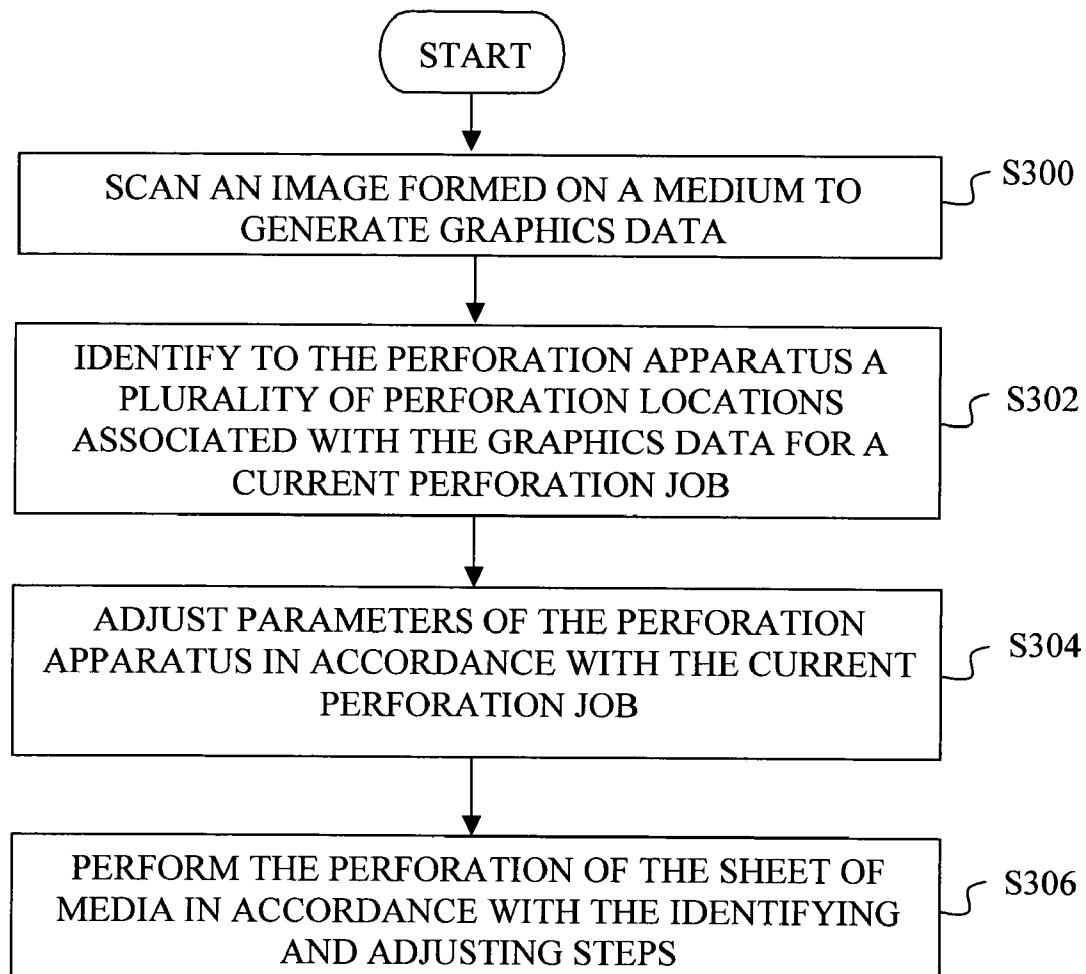 START
SCAN AN IMAGE FORMED ON A MEDIUM TO
GENERATE GRAPHICS DATA
S300
IDENTIFY TO THE PERFORATION APPARATUS A
PLURALITY OF PERFORATION LOCATIONS
ASSOCIATED WITH THE GRAPHICS DATA FOR A
CURRENT PERFORATION JOB
S302
ADJUST PARAMETERS OF THE PERFORATION
APPARATUS IN ACCORDANCE WITH THE CURRENT
PERFORATION JOB
S304
PERFORM THE PERFORATION OF THE SHEET OF
MEDIA IN ACCORDANCE WITH THE IDENTIFYING
AND ADJUSTING STEPS
S306